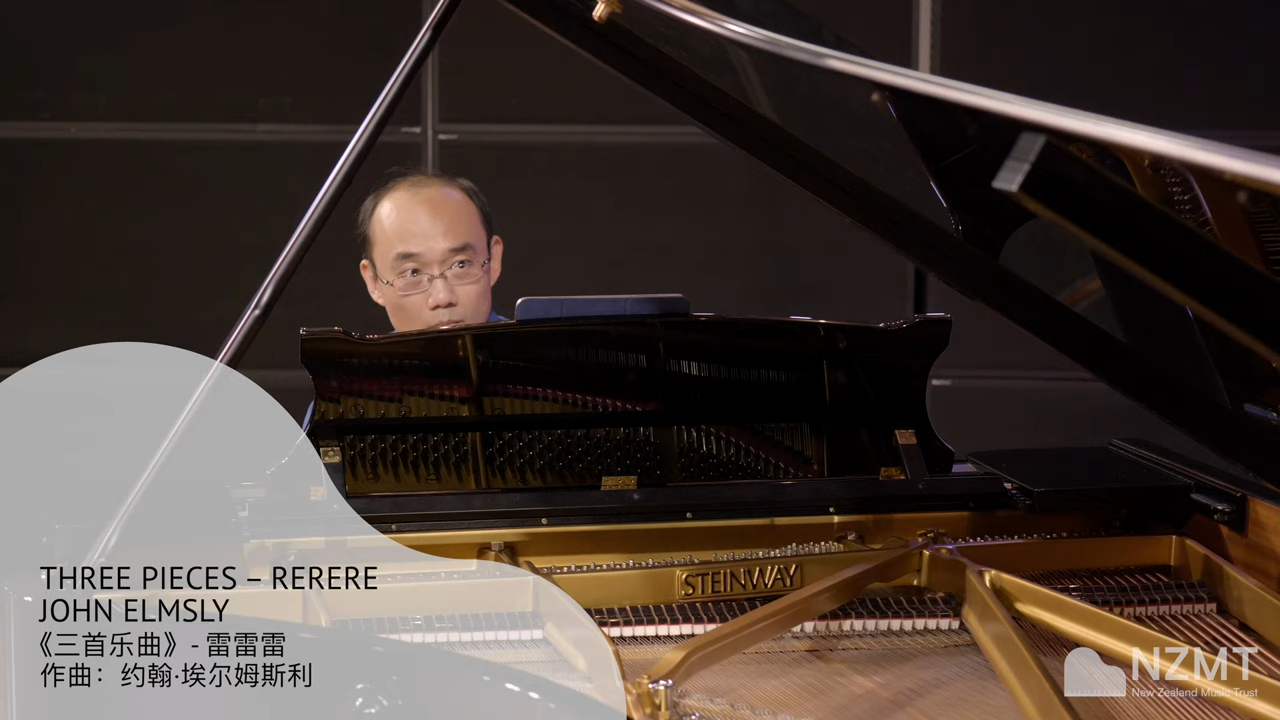 THREE PIECES – RERERE
JOHN ELMSLY
《三首乐曲》 - 雷雷雷
作曲：约翰·埃尔姆斯利
STEINWAY
NZMT
New Zealand Music Trust